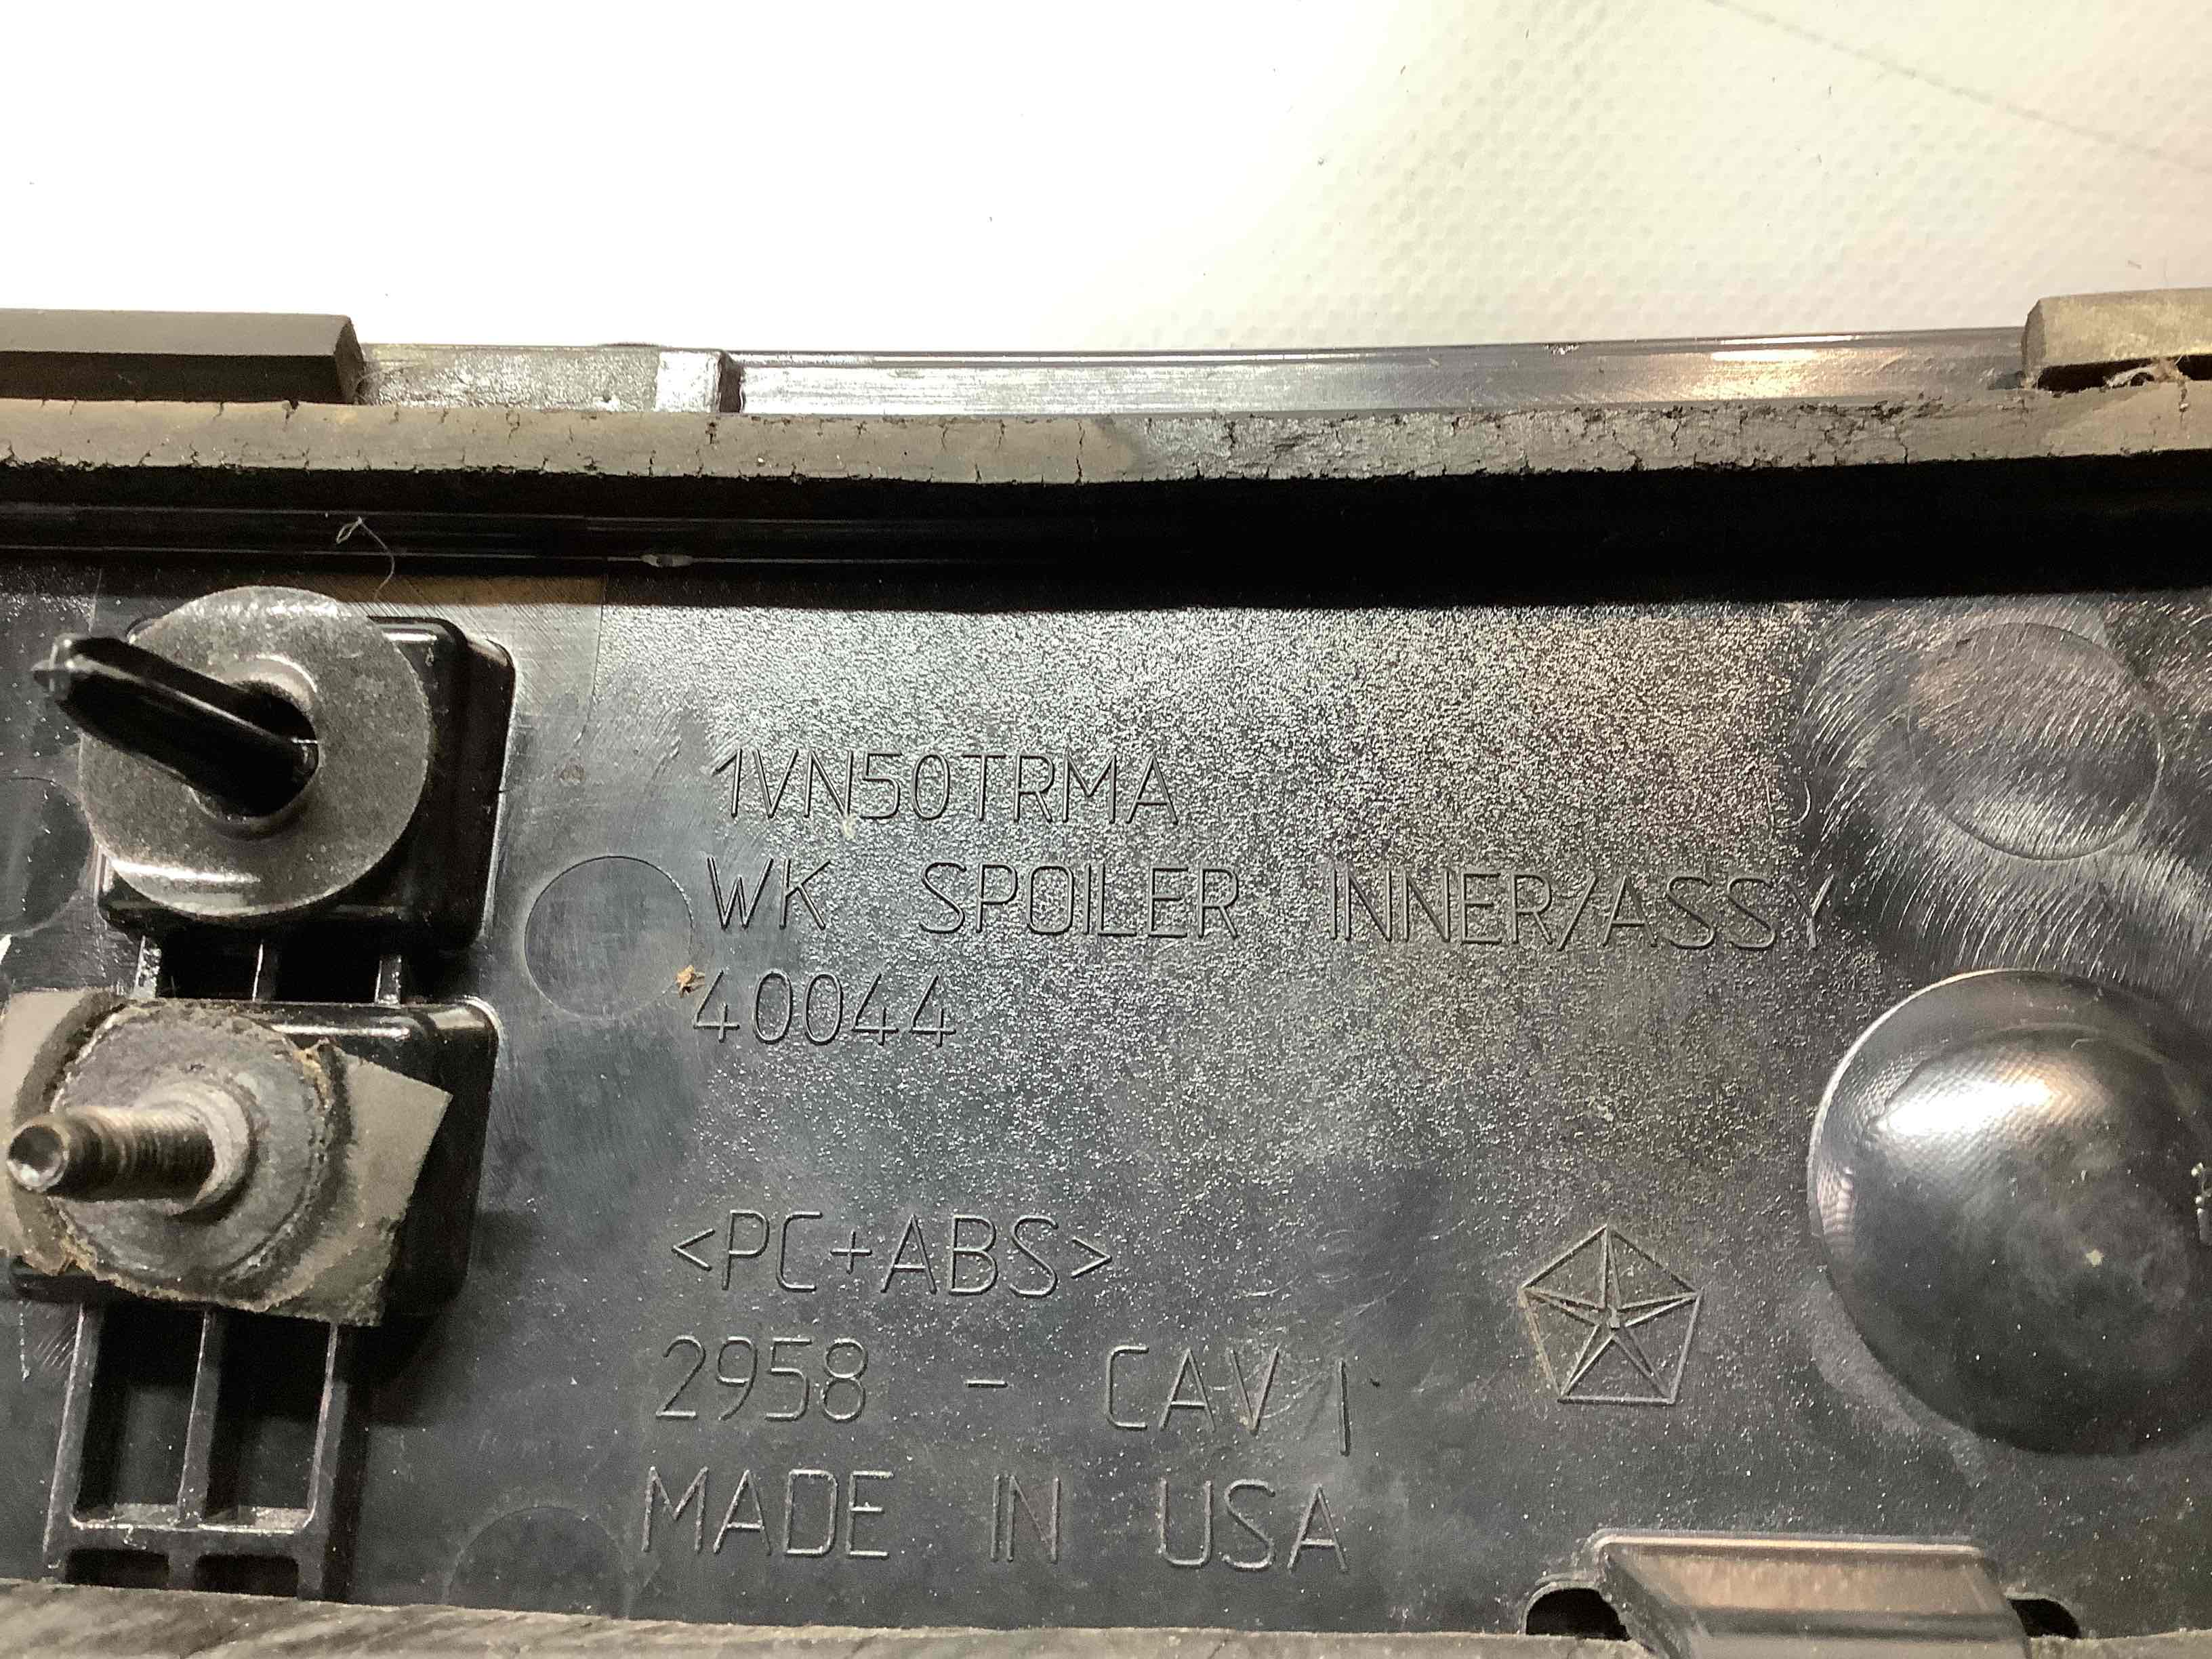 1VN50TRMA
WK SPOILER INNER/ASSY
40044
<PC+ABS>
2958 - CAV 1
MADE IN USA